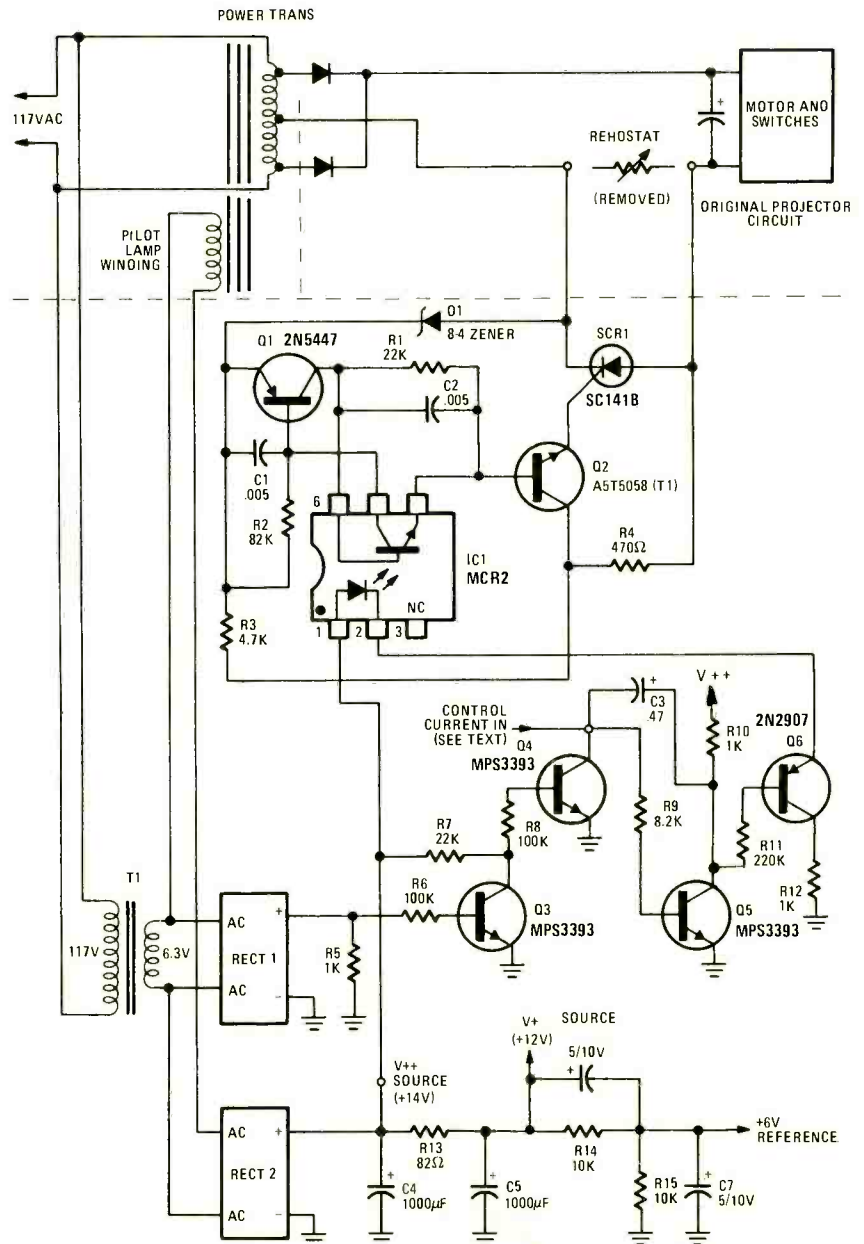 POWER TRANS
117VAC
MOTOR AND
SWITCHES
REHOSTAT
(REMOVED)
ORIGINAL PROJECTOR
CIRCUIT
PILOT
LAMP
WINDING
D1
8-4 ZENER
Q1 2N5447
R1
22K
SCR1
SC141B
C2
.005
C1
.005
Q2
A5T5058 (T1)
R2
82K
6
R4
470Ω
IC1
MCR2
NC
R3
4.7K
1
2
3
CONTROL
CURRENT IN
(SEE TEXT)
Q4
MPS3393
+
C3
.47
V++
R10
1K
2N2907
Q6
R9
8.2K
R7
22K
R8
100K
R11
220K
T1
R6
100K
R12
1K
Q3
MPS3393
Q5
MPS3393
117V
6.3V
AC
+
RECT 1
AC
-
R5
1K
V+
(+12V)
SOURCE
5/10V
+
V++
SOURCE
(+14V)
AC
+
RECT 2
AC
-
R13
82Ω
R14
10K
+6V
REFERENCE
+
C4
1000µF
+
C5
1000µF
R15
10K
+
C7
5/10V